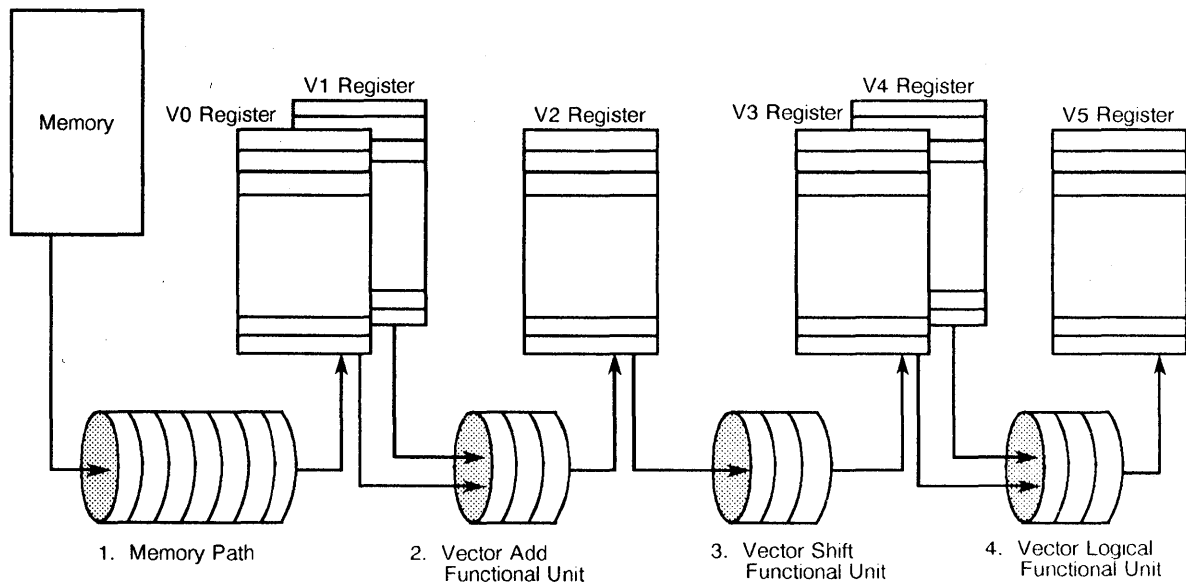 Memory
V0 Register
V1 Register
V2 Register
V3 Register
V4 Register
V5 Register
1. Memory Path
2. Vector Add
Functional Unit
3. Vector Shift
Functional Unit
4. Vector Logical
Functional Unit